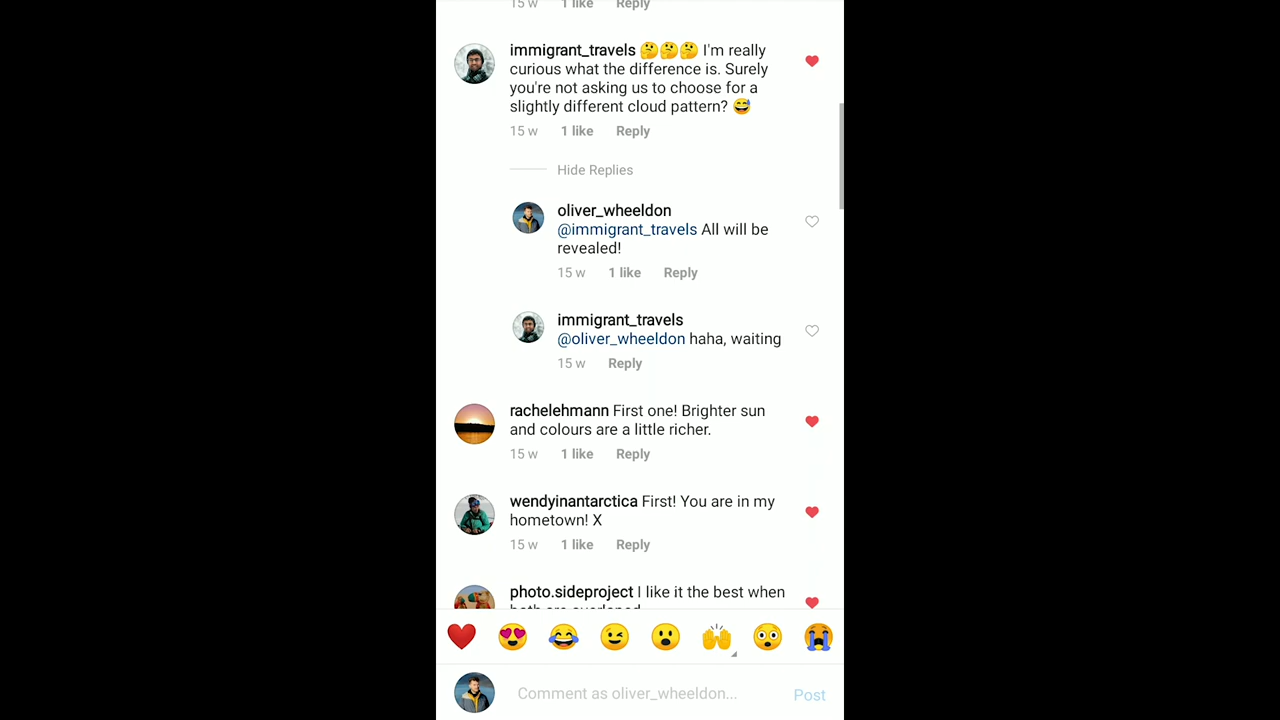 15 w 1 like Reply
immigrant_travels 🤔🤔🤔 I'm really
curious what the difference is. Surely
you're not asking us to choose for a
slightly different cloud pattern? 😅
15 w 1 like Reply
Hide Replies
oliver_wheeldon
@immigrant_travels All will be
revealed!
15 w 1 like Reply
immigrant_travels
@oliver_wheeldon haha, waiting
15 w Reply
rachelehmann First one! Brighter sun
and colours are a little richer.
15 w 1 like Reply
wendyinantarctica First! You are in my
hometown! X
15 w 1 like Reply
photo.sideproject I like it the best when
both are overlaped
Comment as oliver_wheeldon...
Post